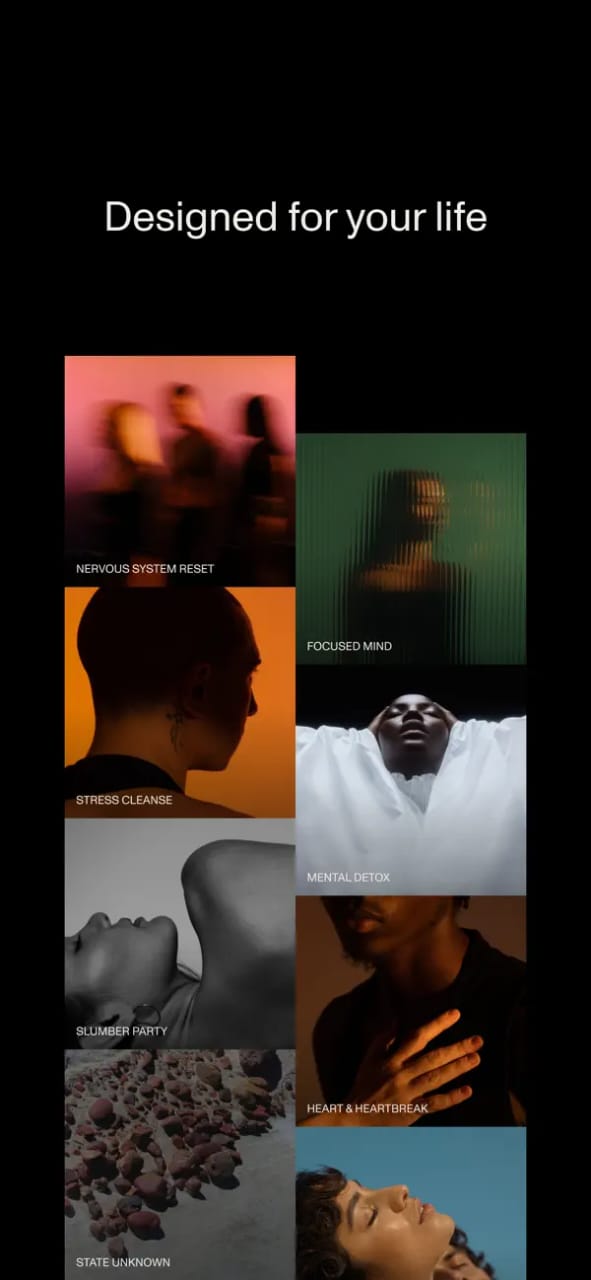 Designed for your life
NERVOUS SYSTEM RESET
FOCUSED MIND
STRESS CLEANSE
MENTAL DETOX
SLUMBER PARTY
HEART & HEARTBREAK
STATE UNKNOWN